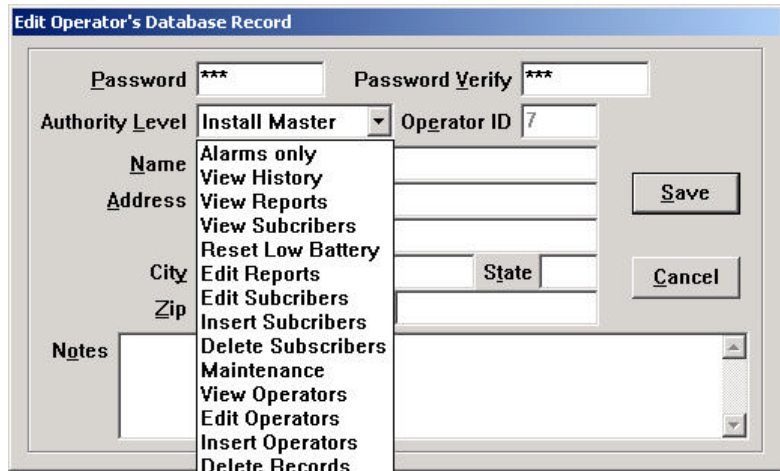 Edit Operator's Database Record
Password *** Password Verify ***
Authority Level Install Master Operator ID 7
Name Alarms only
View History
Address View Reports Save
View Subcribers
Reset Low Battery
City Edit Reports State Cancel
Zip Edit Subcribers
Insert Subcribers
Notes Delete Subscribers
Maintenance
View Operators
Edit Operators
Insert Operators
Delete Records